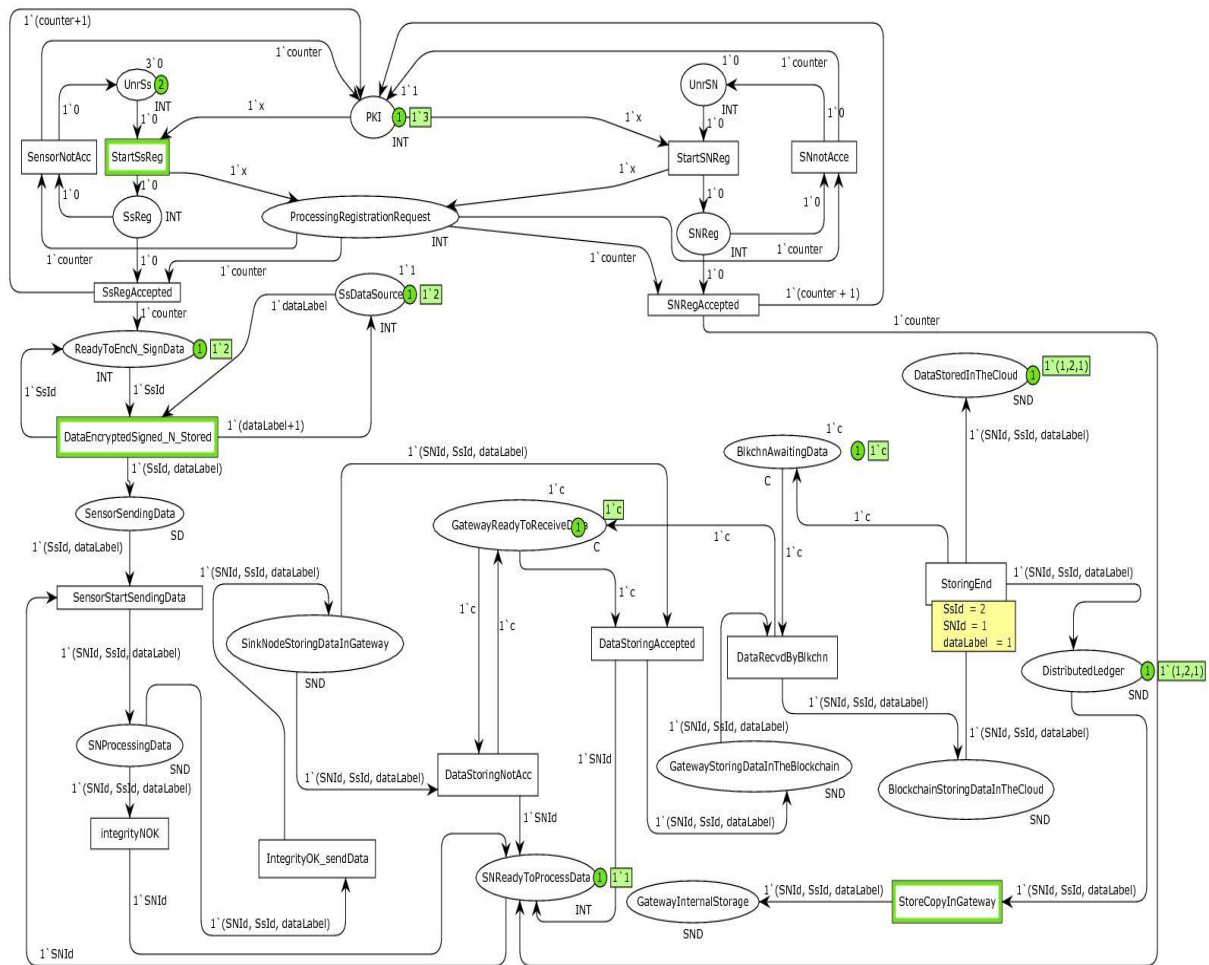 1`(counter+1)
1`counter
3`0
UnrSs
2
INT
1`0
1`0
1`1
PKI
1
1`3
INT
1`x
1`x
1`0
UnrSN
INT
1`0
1`counter
1`0
SensorNotAcc
StartSsReg
StartSNReg
SNnotAcce
1`0
1`0
1`x
1`x
1`0
1`0
SsReg
INT
ProcessingRegistrationRequest
INT
SNReg
INT
1`counter
1`0
1`counter
1`counter
1`0
1`counter
SsRegAccepted
1`counter
1`1
SsDataSource
1
1`2
INT
1`dataLabel
SNRegAccepted
1`(counter + 1)
1`counter
ReadyToEncN_SignData
1
1`2
INT
1`SsId
1`SsId
DataEncryptedSigned_N_Stored
1`(dataLabel+1)
1`(SsId, dataLabel)
SensorSendingData
SD
1`(SsId, dataLabel)
SensorStartSendingData
1`(SNId, SsId, dataLabel)
SNProcessingData
SND
1`(SNId, SsId, dataLabel)
integrityNOK
1`SNId
1`SNId
1`(SNId, SsId, dataLabel)
1`c
GatewayReadyToReceiveData
1
1`c
C
1`(SNId, SsId, dataLabel)
SinkNodeStoringDataInGateway
SND
1`c
1`c
1`c
1`c
1`c
DataStoringAccepted
1`(SNId, SsId, dataLabel)
DataStoringNotAcc
1`SNId
1`SNId
IntegrityOK_sendData
1`(SNId, SsId, dataLabel)
SNReadyToProcessData
1
1`1
INT
1`(SNId, SsId, dataLabel)
1`c
BlkchnAwaitingData
1
1`c
C
1`c
DataRecvdByBlkchn
1`(SNId, SsId, dataLabel)
1`(SNId, SsId, dataLabel)
GatewayStoringDataInTheBlockchain
SND
DataStoredInTheCloud
1
1`(1,2,1)
SND
1`(SNId, SsId, dataLabel)
StoringEnd
1`(SNId, SsId, dataLabel)
SsId = 2
SNId = 1
dataLabel = 1
DistributedLedger
1
1`(1,2,1)
SND
1`(SNId, SsId, dataLabel)
BlockchainStoringDataInTheCloud
SND
1`(SNId, SsId, dataLabel)
StoreCopyInGateway
1`(SNId, SsId, dataLabel)
GatewayInternalStorage
SND